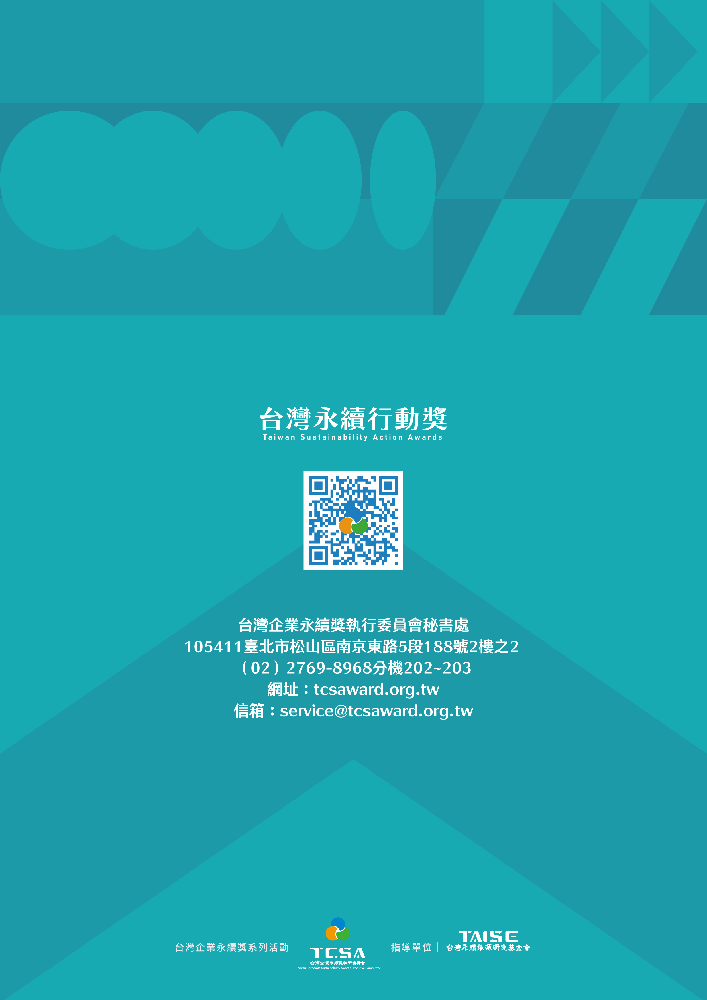 台灣永續行動獎
Taiwan Sustainability Action Awards
台灣企業永續獎執行委員會秘書處
105411臺北市松山區南京東路5段188號2樓之2
（02）2769-8968分機202~203
網址：tcsaward.org.tw
信箱：service@tcsaward.org.tw
台灣企業永續獎系列活動
TCSA
台灣企業永續獎執行委員會
Taiwan Corporate Sustainability Awards Executive Committee
指導單位｜
TAISE
台灣永續能源研究基金會